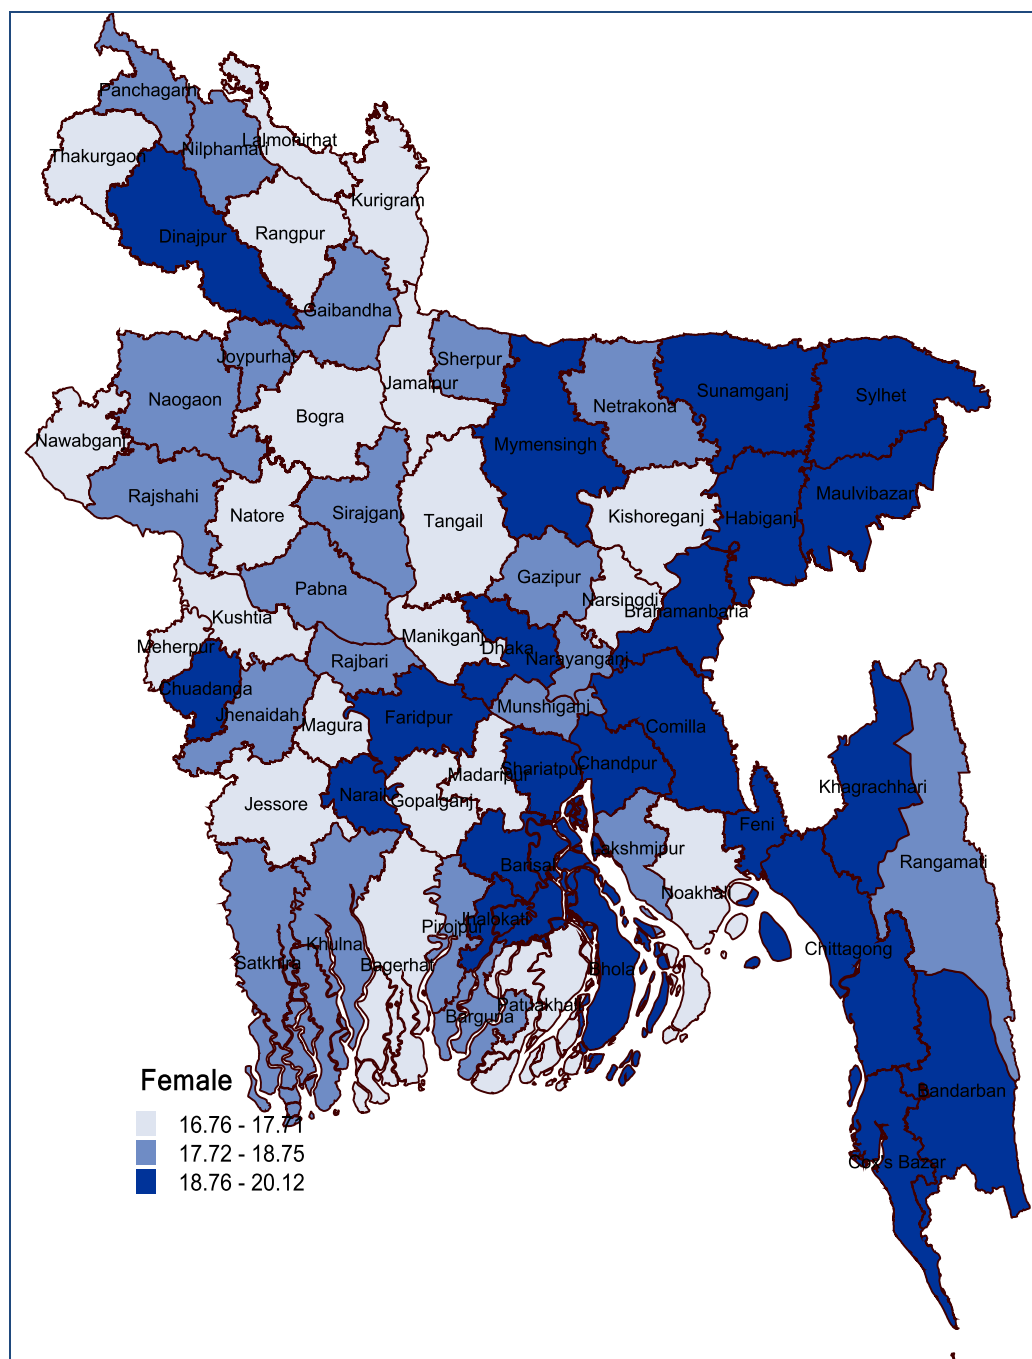 Panchagarh
Lalmonirhat
Thakurgaon
Nilphamari
Kurigram
Dinajpur
Rangpur
Gaibandha
Joypurhat
Sherpur
Jamalpur
Naogaon
Bogra
Netrakona
Sunamganj
Sylhet
Nawabganj
Mymensingh
Rajshahi
Natore
Sirajganj
Tangail
Kishoreganj
Habiganj
Maulvibazar
Pabna
Gazipur
Narsingdi
Brahamanbaria
Kushtia
Manikganj
Meherpur
Dhaka
Narayanganj
Rajbari
Chuadanga
Jhenaidah
Magura
Faridpur
Munshiganj
Comilla
Jessore
Narail
Gopalganj
Madaripur
Shariatpur
Chandpur
Khagrachhari
Feni
Lakshmipur
Rangamati
Barisal
Noakhali
Jhalokati
Pirojpur
Khulna
Satkhira
Bagerhat
Bhola
Chittagong
Patuakhali
Barguna
Bandarban
Cox's Bazar
Female
16.76 - 17.71
17.72 - 18.75
18.76 - 20.12